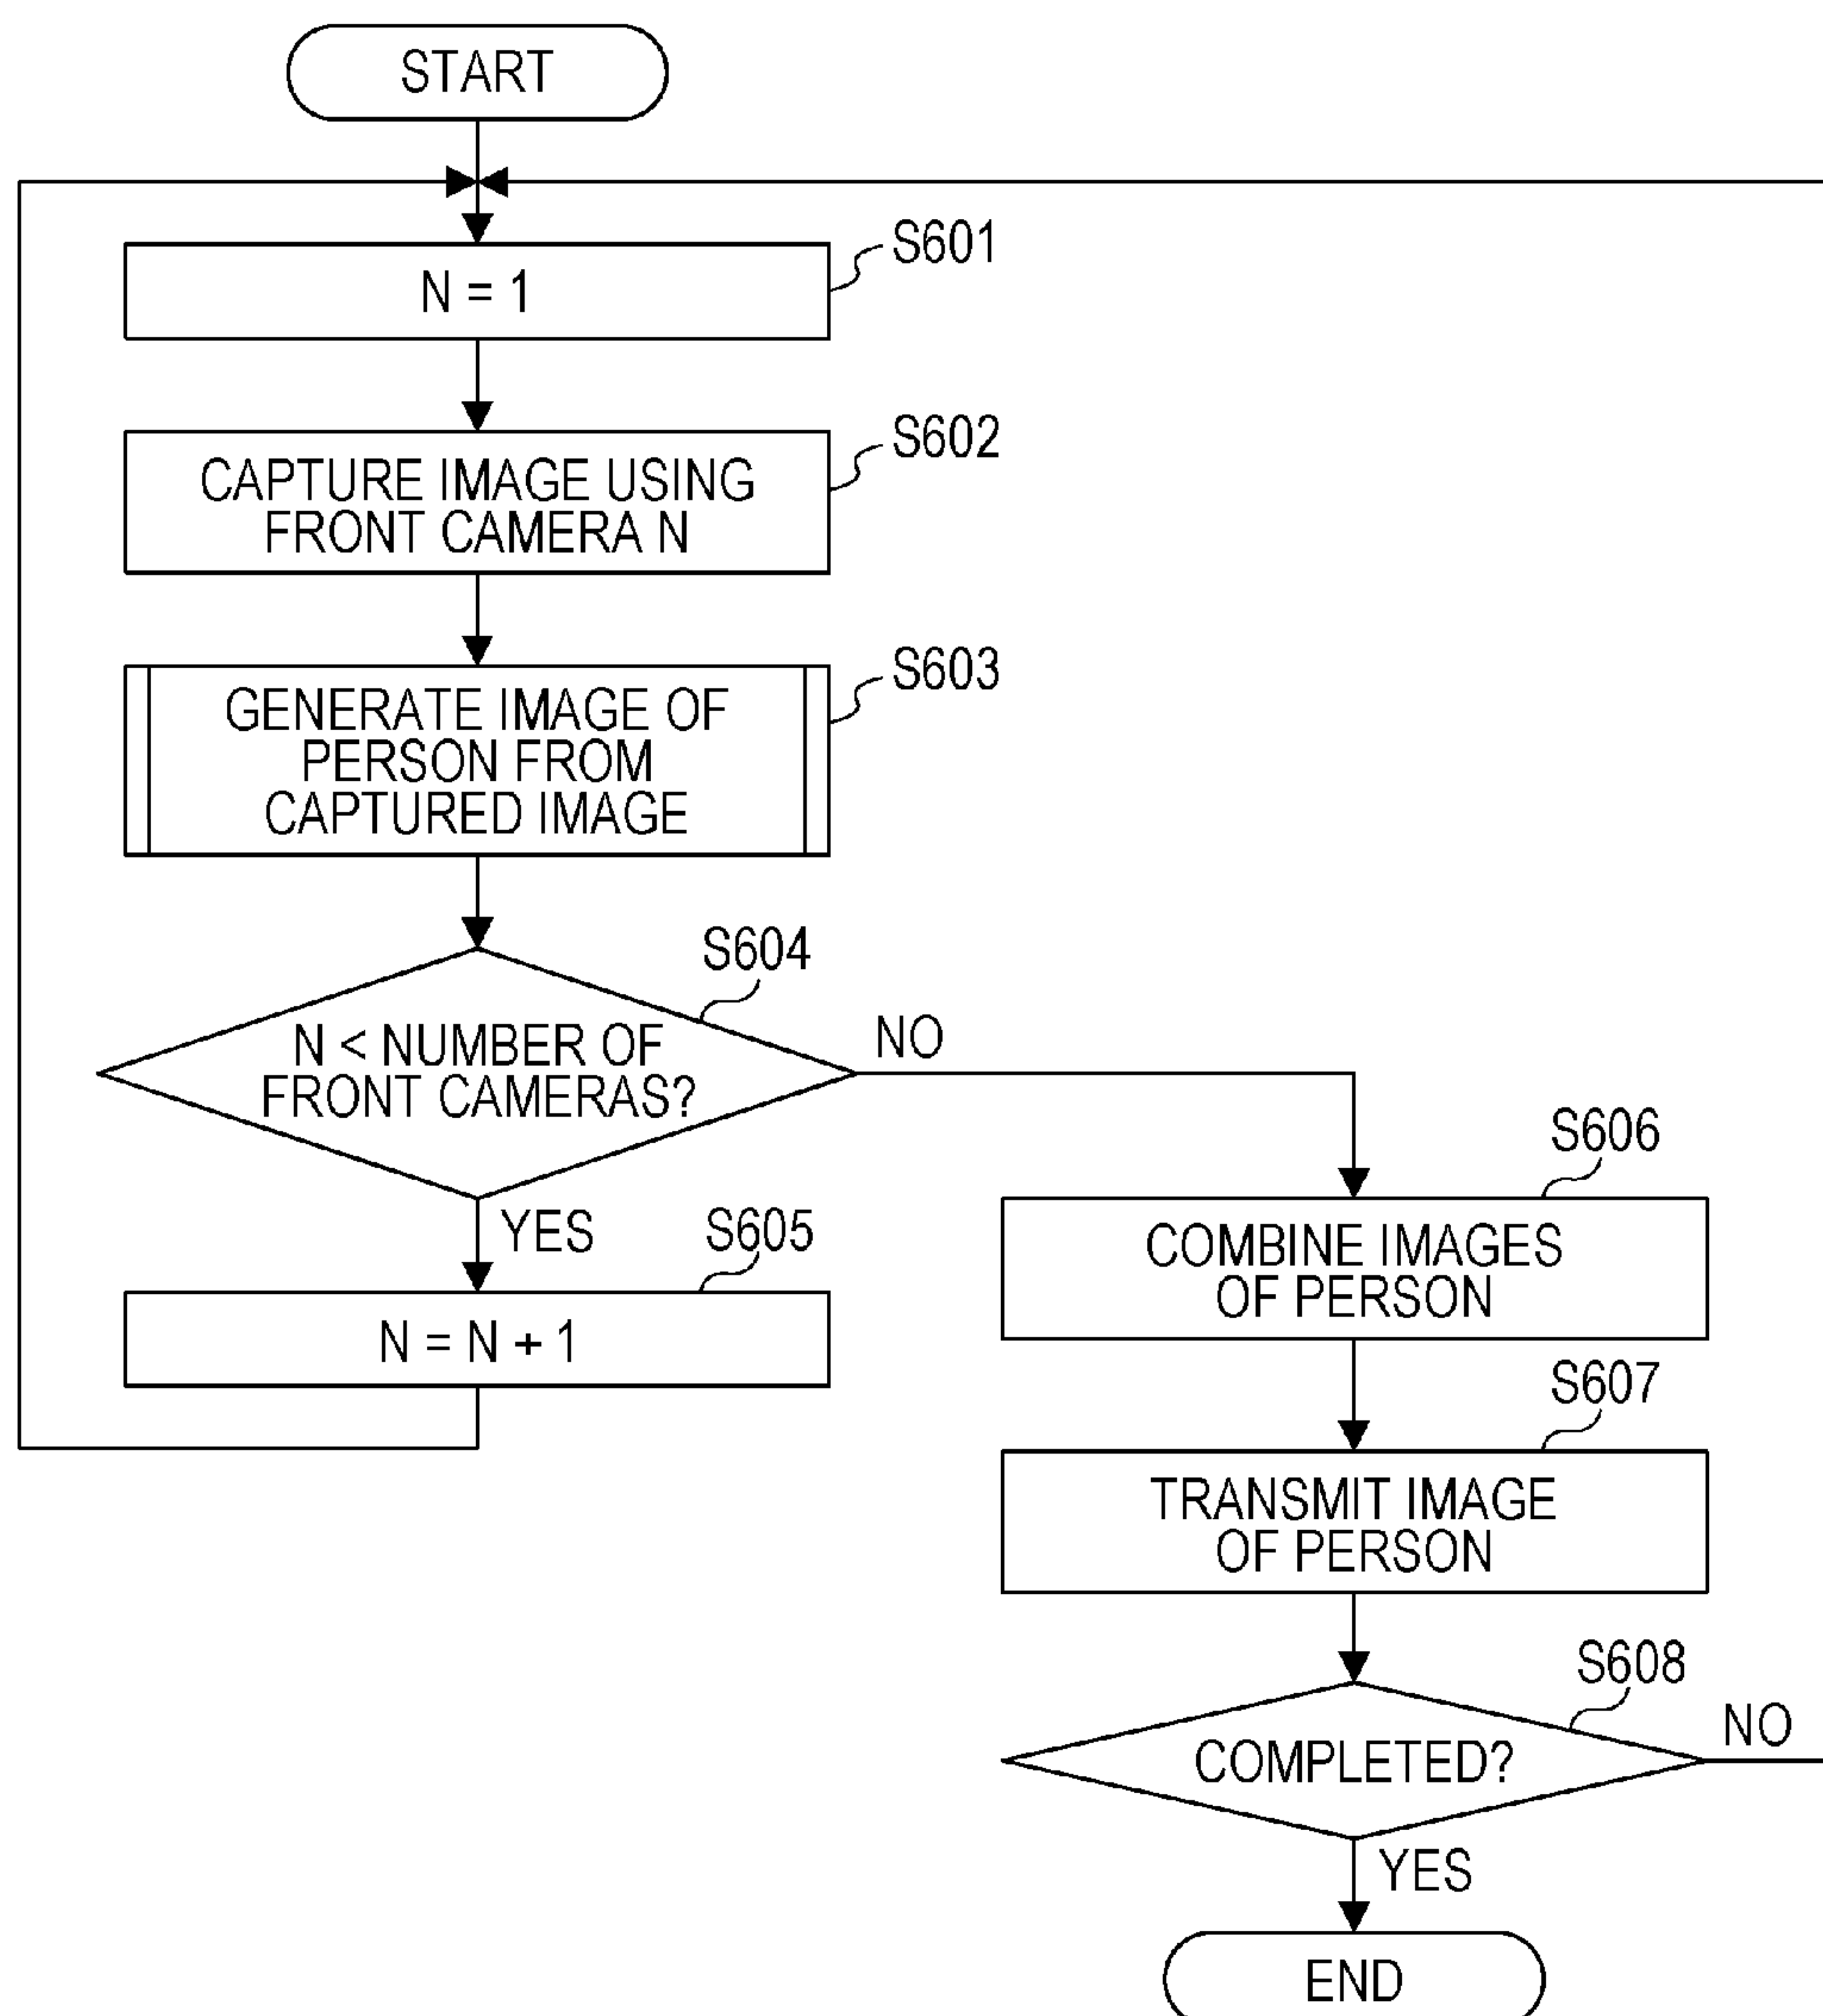 START
S601
N = 1
S602
CAPTURE IMAGE USING
FRONT CAMERA N
S603
GENERATE IMAGE OF
PERSON FROM
CAPTURED IMAGE
S604
N < NUMBER OF
FRONT CAMERAS?
NO
YES
S605
N = N + 1
S606
COMBINE IMAGES
OF PERSON
S607
TRANSMIT IMAGE
OF PERSON
S608
COMPLETED?
NO
YES
END